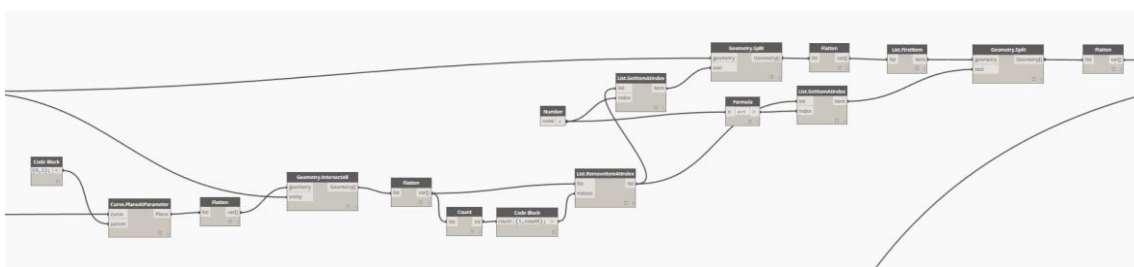 Geometry.Split
geometry Geometry[]
tool
Flatten
list var[]
List.FirstItem
list item
Geometry.Split
geometry Geometry[]
tool
Flatten
list var[]
List.GetItemAtIndex
list item
index
Number
Formula
List.GetItemAtIndex
list item
index
Code Block
Curve.PlaneAtParameter
curve Plane
param
Flatten
list var[]
Geometry.IntersectAll
geometry Geometry[]
entity
Flatten
list var[]
Count
list int
Code Block
count
List.RemoveItemAtIndex
list list
indices